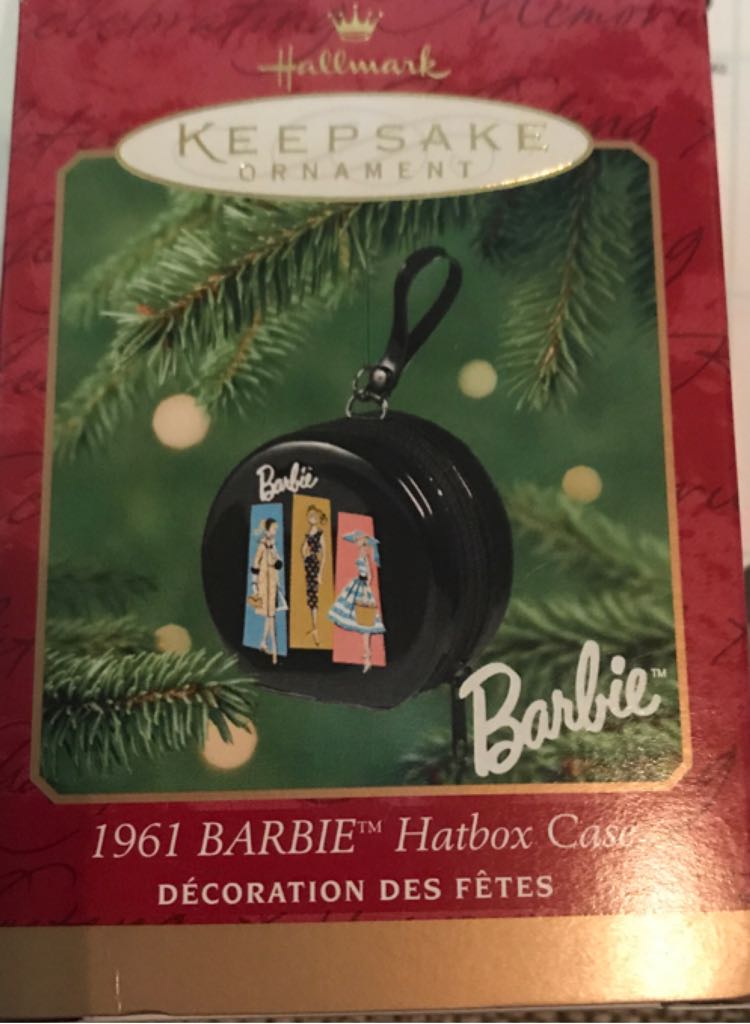 Hallmark
KEEPSAKE
ORNAMENT
Barbie
Barbie™
1961 BARBIE™ Hatbox Case
DÉCORATION DES FÊTES